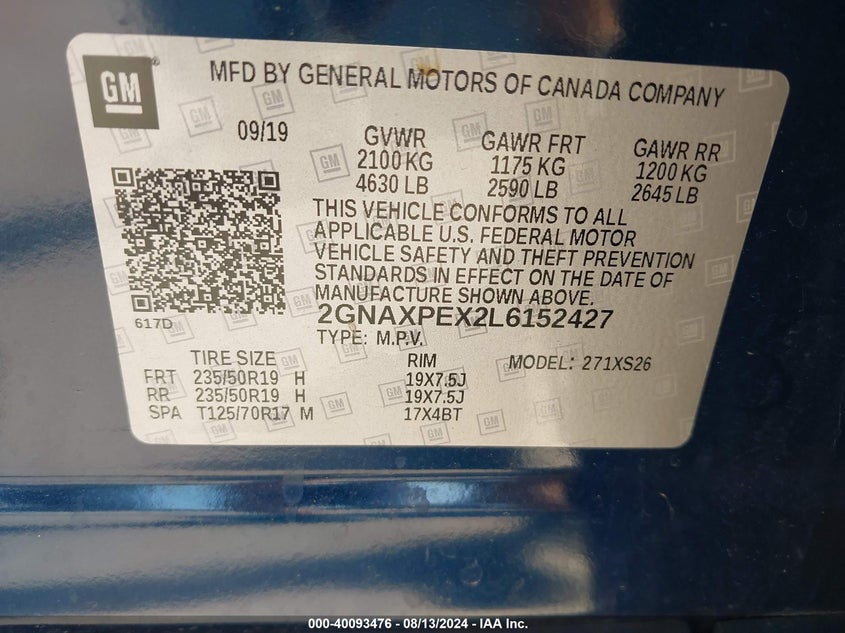 GM
MFD BY GENERAL MOTORS OF CANADA COMPANY
09/19 GVWR GAWR FRT GAWR RR
2100 KG 1175 KG 1200 KG
4630 LB 2590 LB 2645 LB
THIS VEHICLE CONFORMS TO ALL
APPLICABLE U.S. FEDERAL MOTOR
VEHICLE SAFETY AND THEFT PREVENTION
STANDARDS IN EFFECT ON THE DATE OF
MANUFACTURE SHOWN ABOVE.
2GNAXPEX2L6152427
617D
TYPE: M.P.V.
TIRE SIZE RIM MODEL: 271XS26
FRT 235/50R19 H 19X7.5J
RR 235/50R19 H 19X7.5J
SPA T125/70R17 M 17X4BT
000-40093476 - 08/13/2024 - IAA Inc.